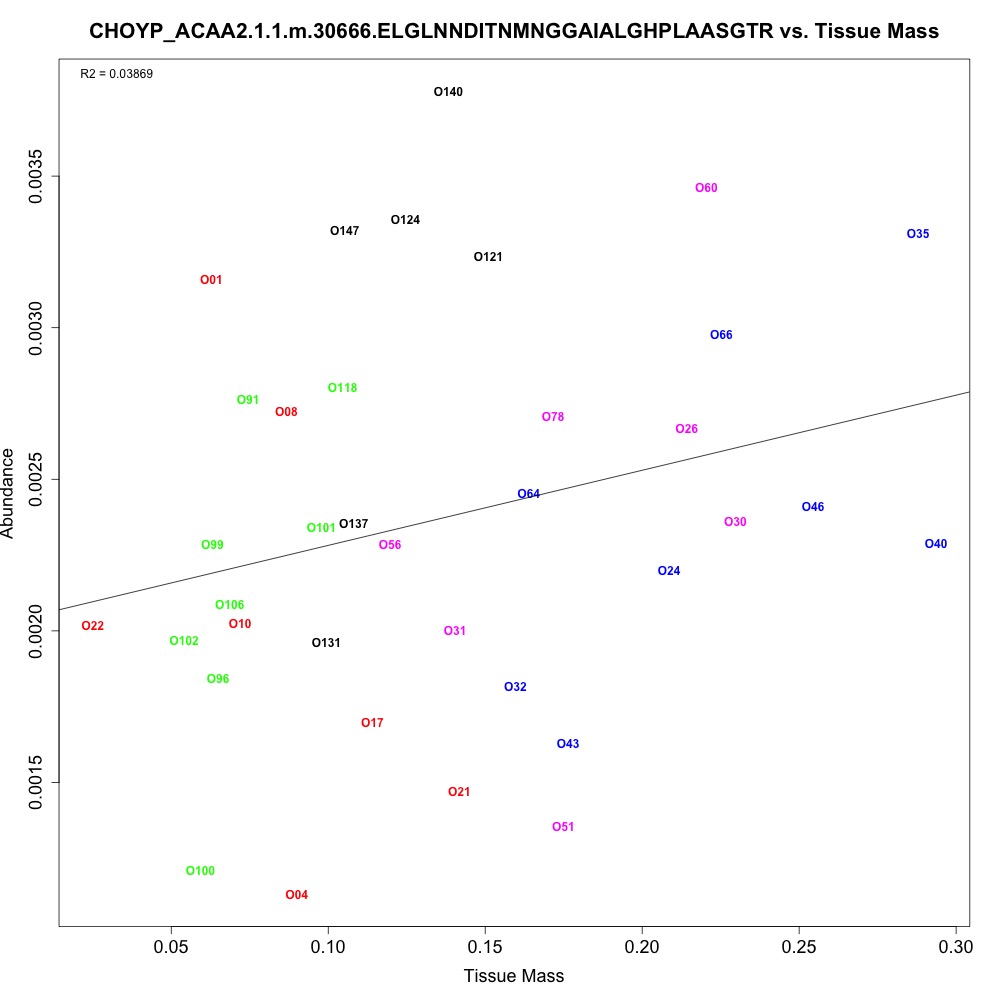 CHOYP_ACAA2.1.1.m.30666.ELGLNNDITNMNGGAIALGHPLAASGTR vs. Tissue Mass
R2 = 0.03869
O140
O60
O124
O147
O35
O121
O01
O66
O118
O91
O08
O78
O26
O64
O46
O30
O137
O101
O99
O56
O40
O24
O106
O10
O22
O31
O102
O131
O96
O32
O17
O43
O21
O51
O100
O04
0.0035
0.0030
0.0025
0.0020
0.0015
Abundance
0.05 0.10 0.15 0.20 0.25 0.30
Tissue Mass